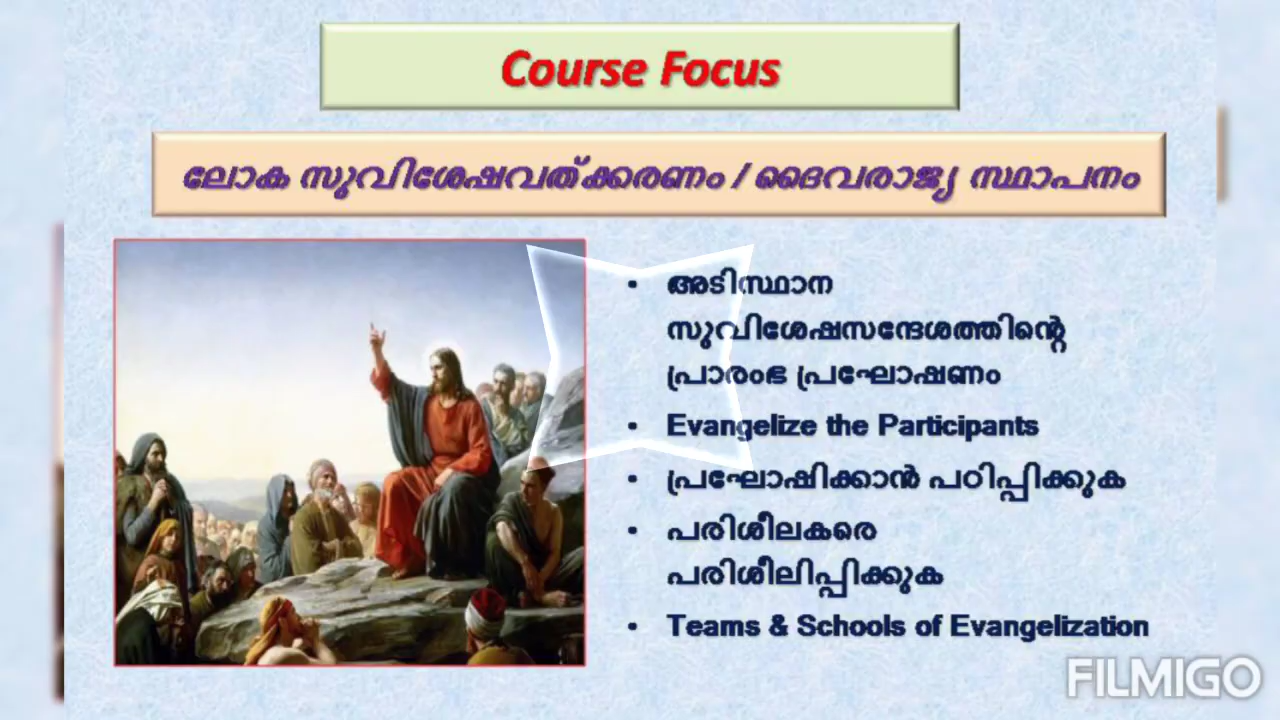 Course Focus
ലോക സുവിശേഷവത്ക്കരണം / ദൈവരാജ്യ സ്ഥാപനം
• അടിസ്ഥാന
സുവിശേഷസന്ദേശത്തിന്റെ
പ്രാരംഭ പ്രഘോഷണം
• Evangelize the Participants
• പ്രഘോഷിക്കാൻ പഠിപ്പിക്കുക
• പരിശീലകരെ
പരിശീലിപ്പിക്കുക
• Teams & Schools of Evangelization
FILMIGO